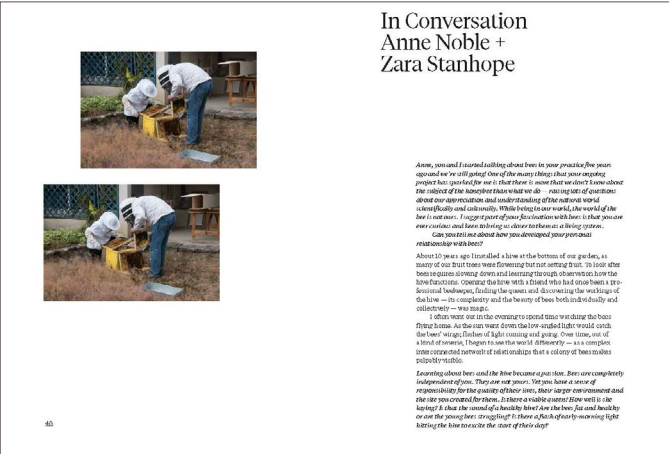 In Conversation
Anne Noble +
Zara Stanhope
Anne, you and I started talking about bees in your practice five years
ago and we're still going! One of the many things that your ongoing
project has sparked for me is that there is more that we don't know about
the subject of the honeybee than what we do — raising lots of questions
about our appreciation and understanding of the natural world
scientifically and culturally. While being in our world, the world of the
bee is not ours. I suggest part of your fascination with bees is that you are
ever curious and keen to bring us closer to them as a living system.
Can you tell me about how you developed your personal
relationship with bees?
About 10 years ago I installed a hive at the bottom of our garden, as
many of our fruit trees were flowering but not setting fruit. To look after
bees requires slowing down and learning through observation how the
hive functions. Opening the hive with a friend who had once been a pro-
fessional beekeeper, finding the queen and discovering the workings of
the hive — its complexity and the beauty of bees both individually and
collectively — was magic.
I often went out in the evening to spend time watching the bees
flying home. As the sun went down the low-angled light would catch
the bees' wings; flashes of light coming and going. Over time, out of
a kind of reverie, I began to see the world differently — as a complex
interconnected network of relationships that a colony of bees makes
palpably visible.
Learning about bees and the hive became a passion. Bees are completely
independent of you. They are not yours. Yet you have a sense of
responsibility for the quality of their lives, their larger environment and
the site you created for them. Is there a viable queen? How well is she
laying? Is that the sound of a healthy hive? Are the bees fat and healthy
or are the young bees struggling? Is there a flash of early-morning light
hitting the hive to excite the start of their day?